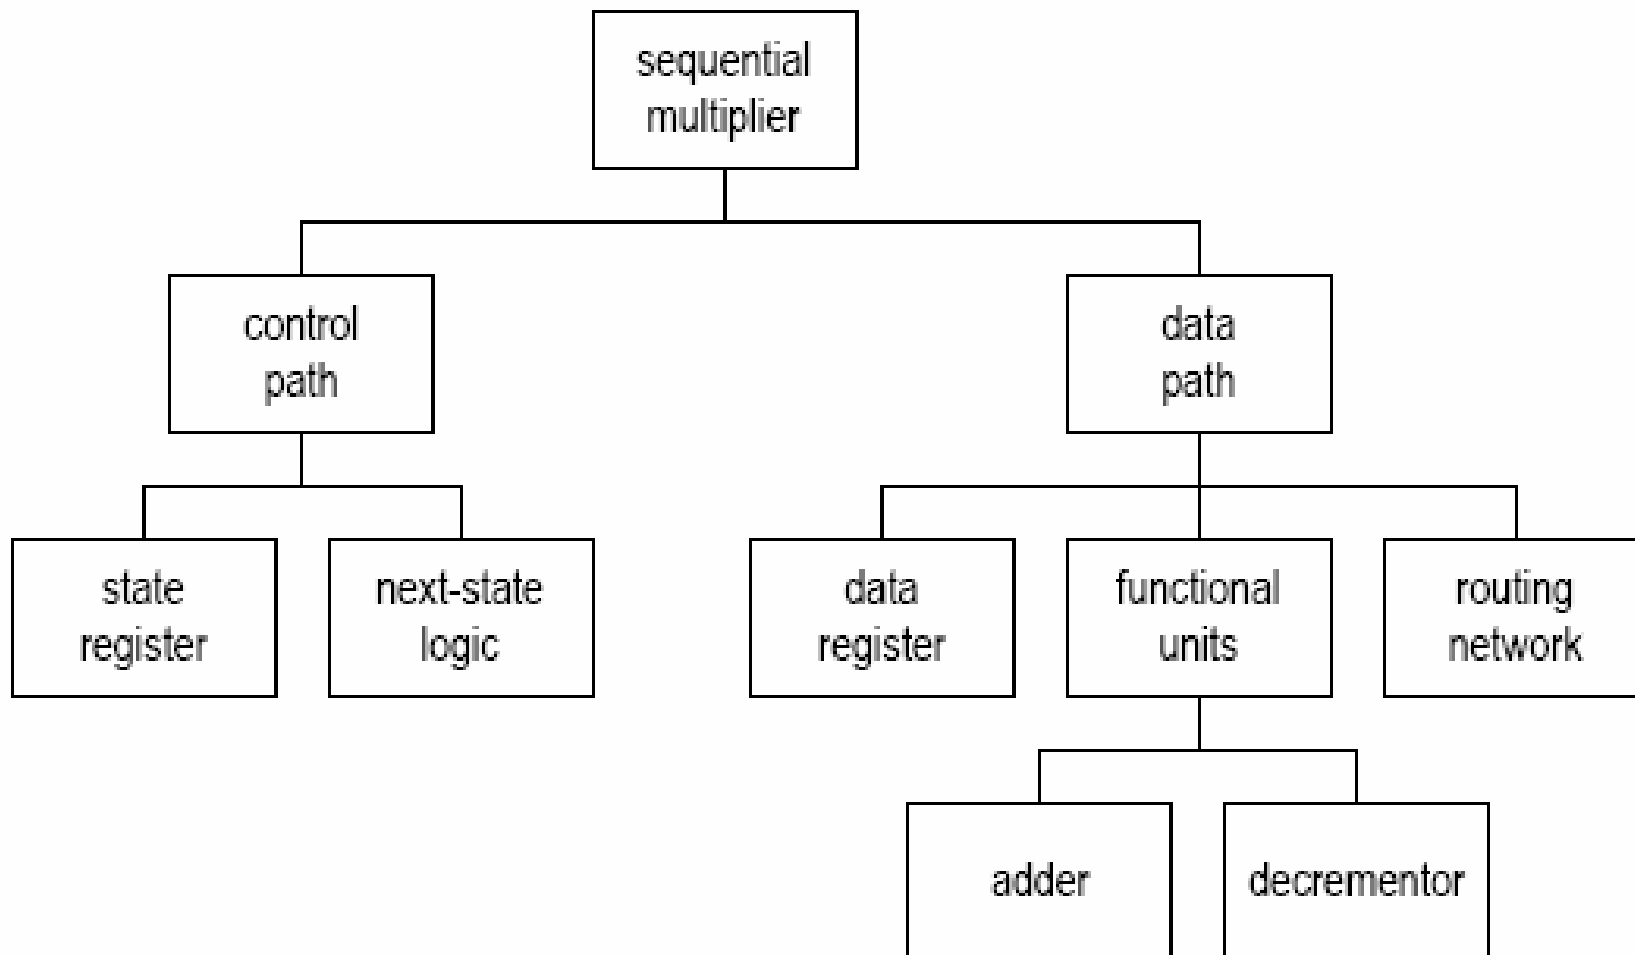 sequential
multiplier
control
path
data
path
state
register
next-state
logic
data
register
functional
units
routing
network
adder
decrementor